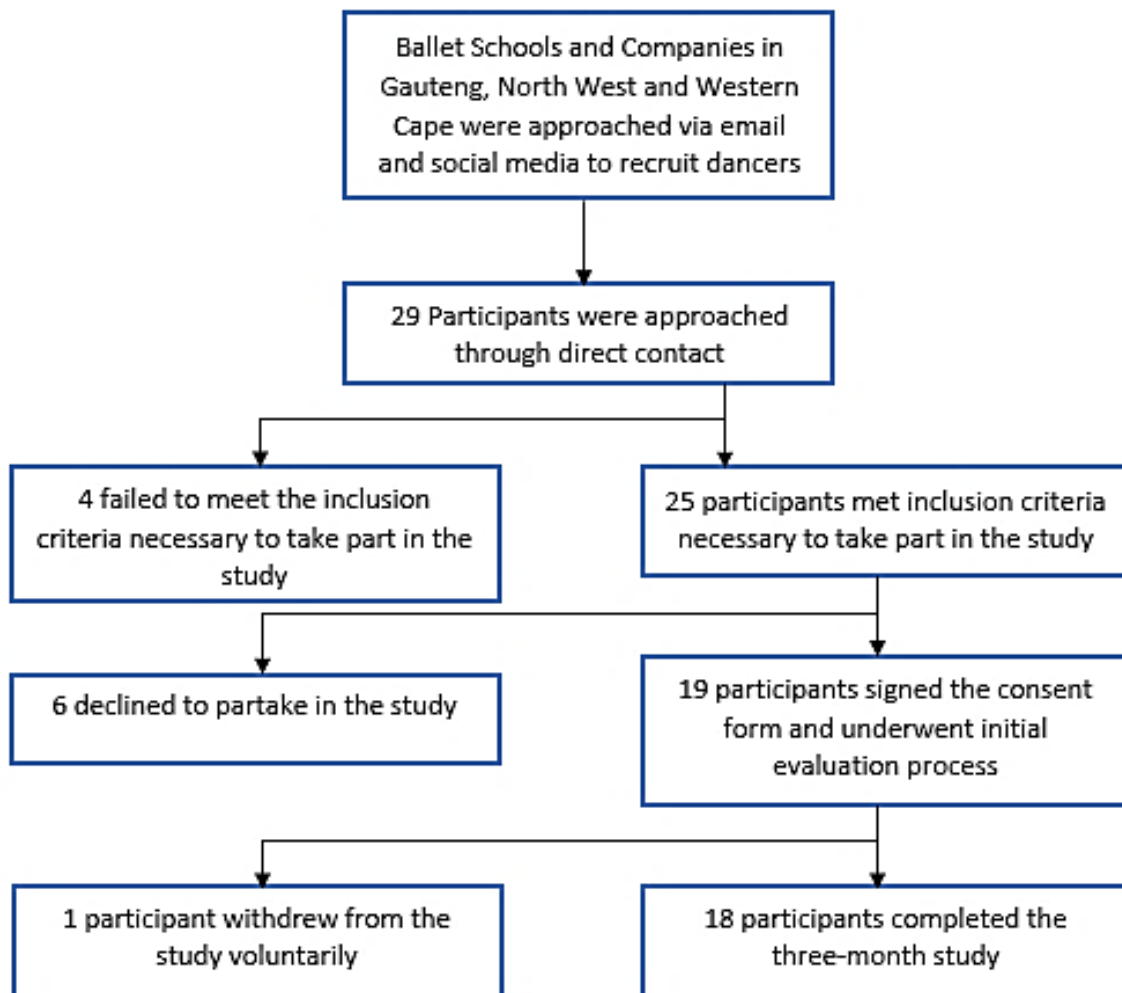 Ballet Schools and Companies in
Gauteng, North West and Western
Cape were approached via email
and social media to recruit dancers
29 Participants were approached
through direct contact
4 failed to meet the inclusion
criteria necessary to take part in the
study
25 participants met inclusion criteria
necessary to take part in the study
6 declined to partake in the study
19 participants signed the consent
form and underwent initial
evaluation process
1 participant withdrew from the
study voluntarily
18 participants completed the
three-month study